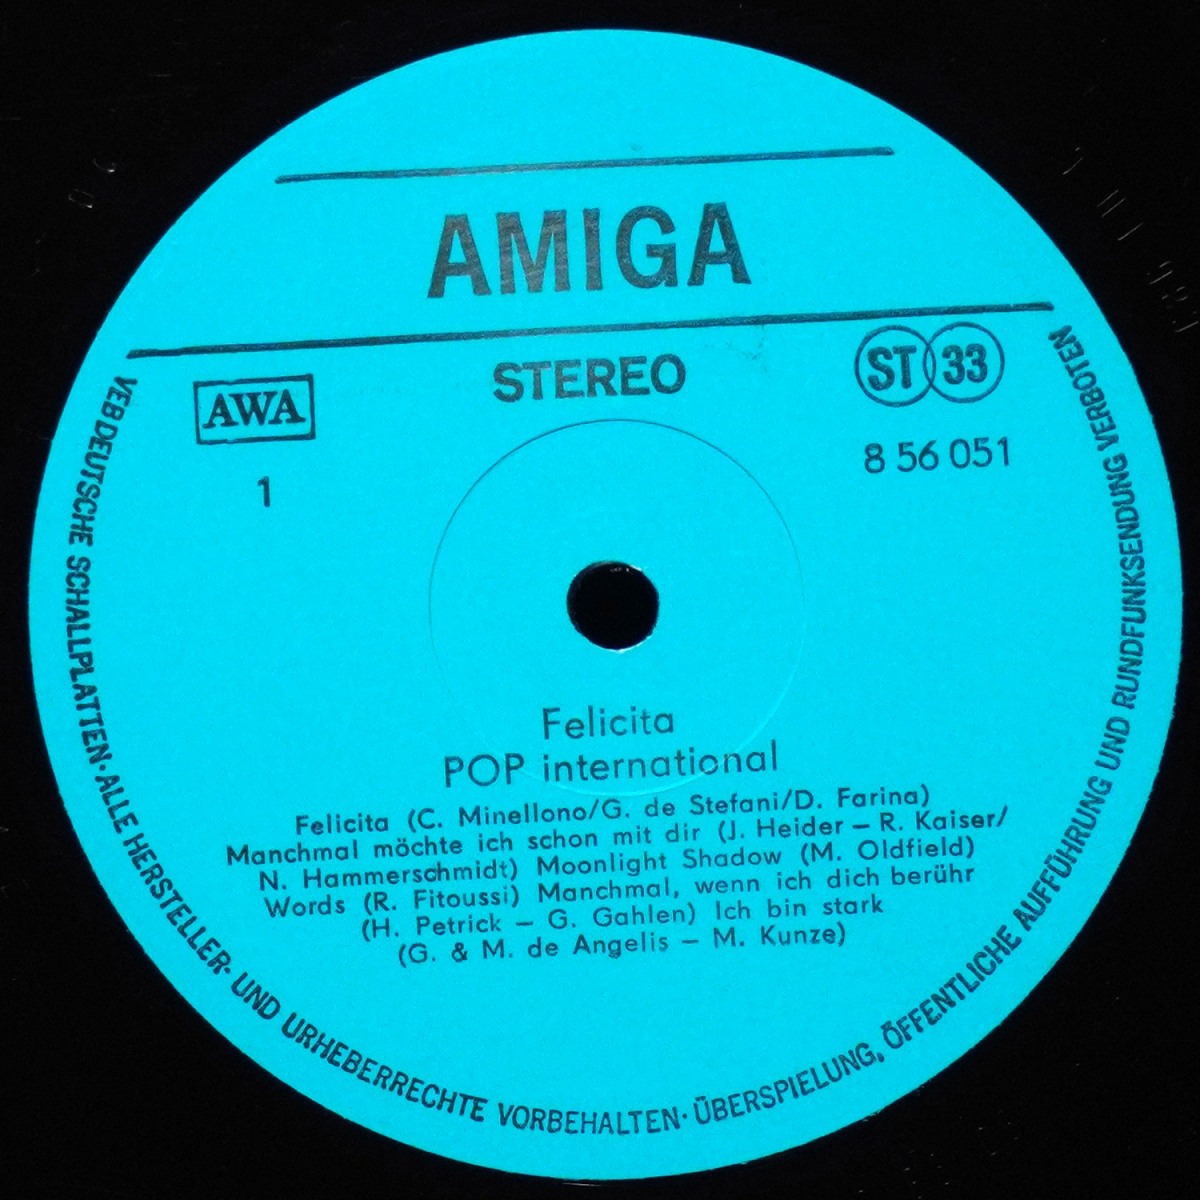 AMIGA
STEREO
AWA
ST 33
1
8 56 051
Felicita
POP international
Felicita (C. Minellono/G. de Stefani/D. Farina)
Manchmal möchte ich schon mit dir (J. Heider – R. Kaiser/
N. Hammerschmidt) Moonlight Shadow (M. Oldfield)
Words (R. Fitoussi) Manchmal, wenn ich dich berühr
(H. Petrick – G. Gahlen) Ich bin stark
(G. & M. de Angelis – M. Kunze)
VEB DEUTSCHE SCHALLPLATTEN · ALLE HERSTELLER- UND URHEBERRECHTE VORBEHALTEN · ÜBERSPIELUNG, ÖFFENTLICHE AUFFÜHRUNG UND RUNDFUNKSENDUNG VERBOTEN